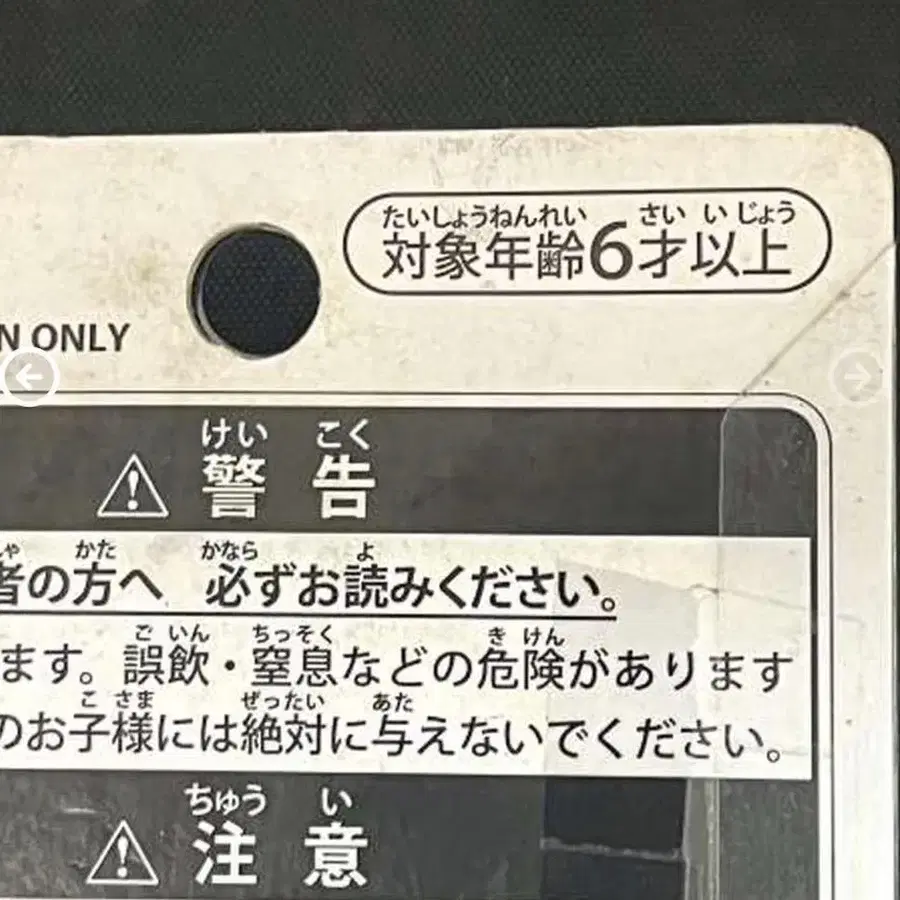 たいしょうねんれい さい い じょう
対象年齢6才以上
N ONLY
けい こく
⚠ 警告
かた かなら よ
者の方へ 必ずお読みください。
ご いん ちっそく き けん
ます。誤飲・窒息などの危険があります
こ さま ぜったい あた
のお子様には絶対に与えないでください。
ちゅう い
⚠ 注意